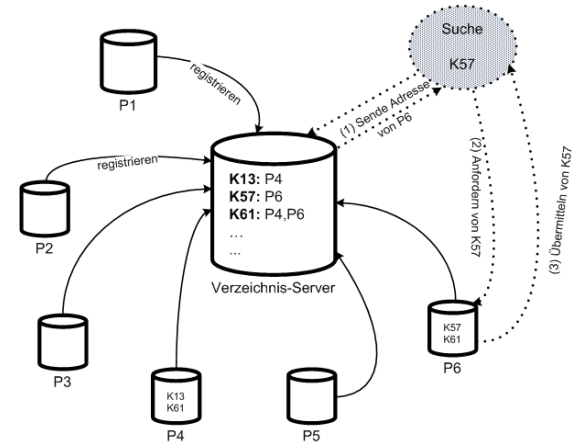 Suche
K57
P1
registrieren
(1) Sende Adresse
von P6
registrieren
P2
K13: P4
K57: P6
K61: P4,P6
...
...
Verzeichnis-Server
(2) Anfordern von K57
(3) Übermitteln von K57
P3
K13
K61
P4
P5
K57
K61
P6